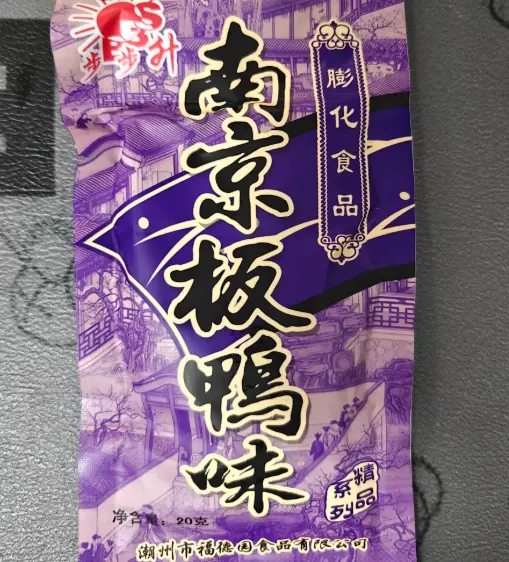 步步升
南京板鸭味
膨化食品
精品
系列
净含量：20克
潮州市福德园食品有限公司